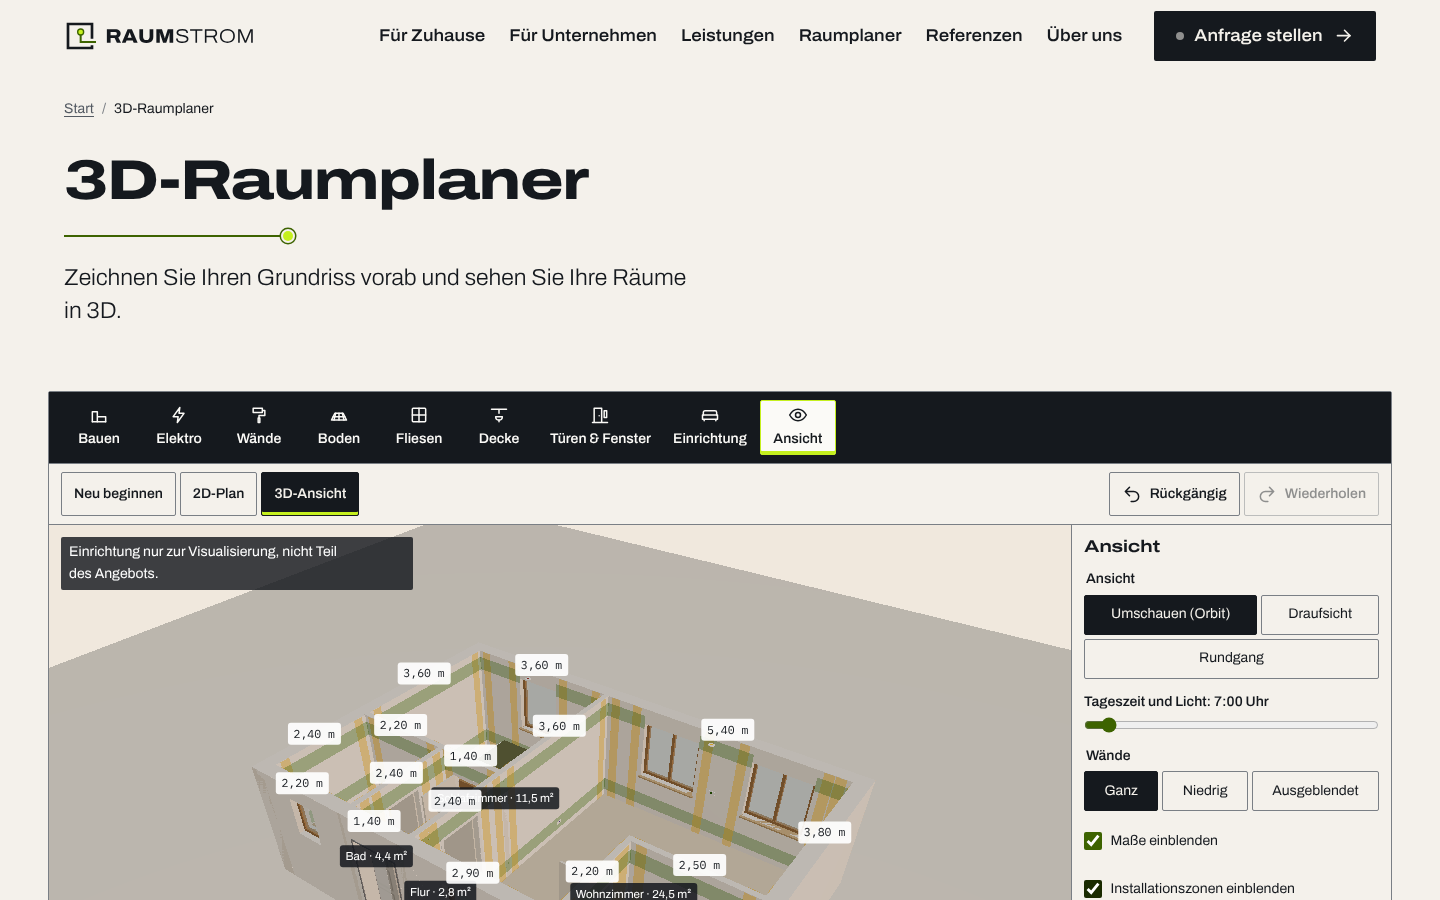 RAUMSTROM
Für Zuhause
Für Unternehmen
Leistungen
Raumplaner
Referenzen
Über uns
Anfrage stellen
Start / 3D-Raumplaner
3D-Raumplaner
Zeichnen Sie Ihren Grundriss vorab und sehen Sie Ihre Räume
in 3D.
Bauen
Elektro
Wände
Boden
Fliesen
Decke
Türen & Fenster
Einrichtung
Ansicht
Neu beginnen
2D-Plan
3D-Ansicht
Rückgängig
Wiederholen
Einrichtung nur zur Visualisierung, nicht Teil
des Angebots.
3,60 m
3,60 m
2,20 m
3,60 m
2,40 m
5,40 m
1,40 m
2,40 m
2,20 m
2,40 m
· 11,5 m²
1,40 m
3,80 m
Bad · 4,4 m²
2,90 m
2,20 m
2,50 m
Flur · 2,8 m²
Wohnzimmer · 24,5 m²
Ansicht
Ansicht
Umschauen (Orbit)
Draufsicht
Rundgang
Tageszeit und Licht: 7:00 Uhr
Wände
Ganz
Niedrig
Ausgeblendet
Maße einblenden
Installationszonen einblenden